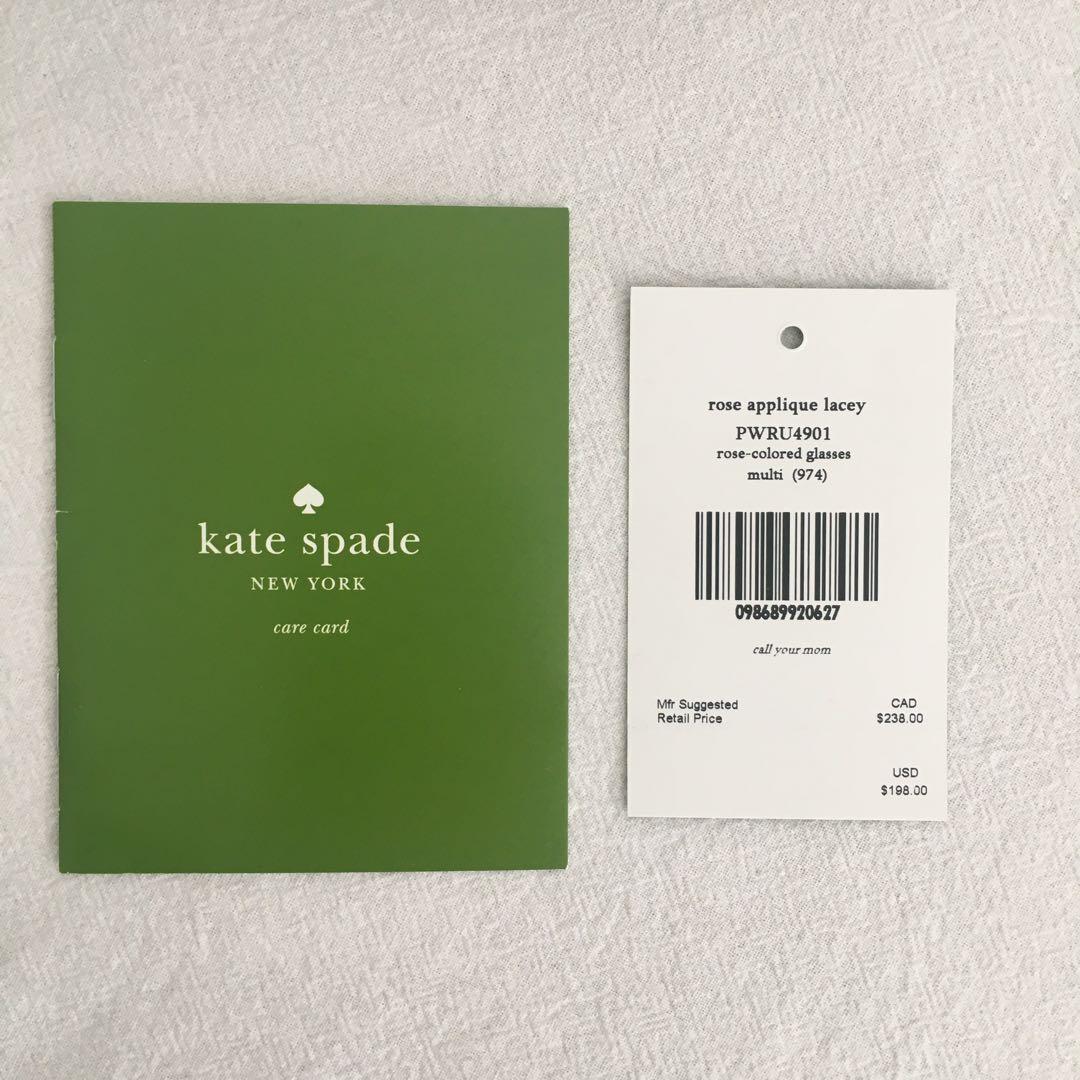 kate spade
NEW YORK
care card
rose applique lacey
PWRU4901
rose-colored glasses
multi (974)
098689920627
call your mom
Mfr Suggested
Retail Price
CAD
$238.00
USD
$198.00